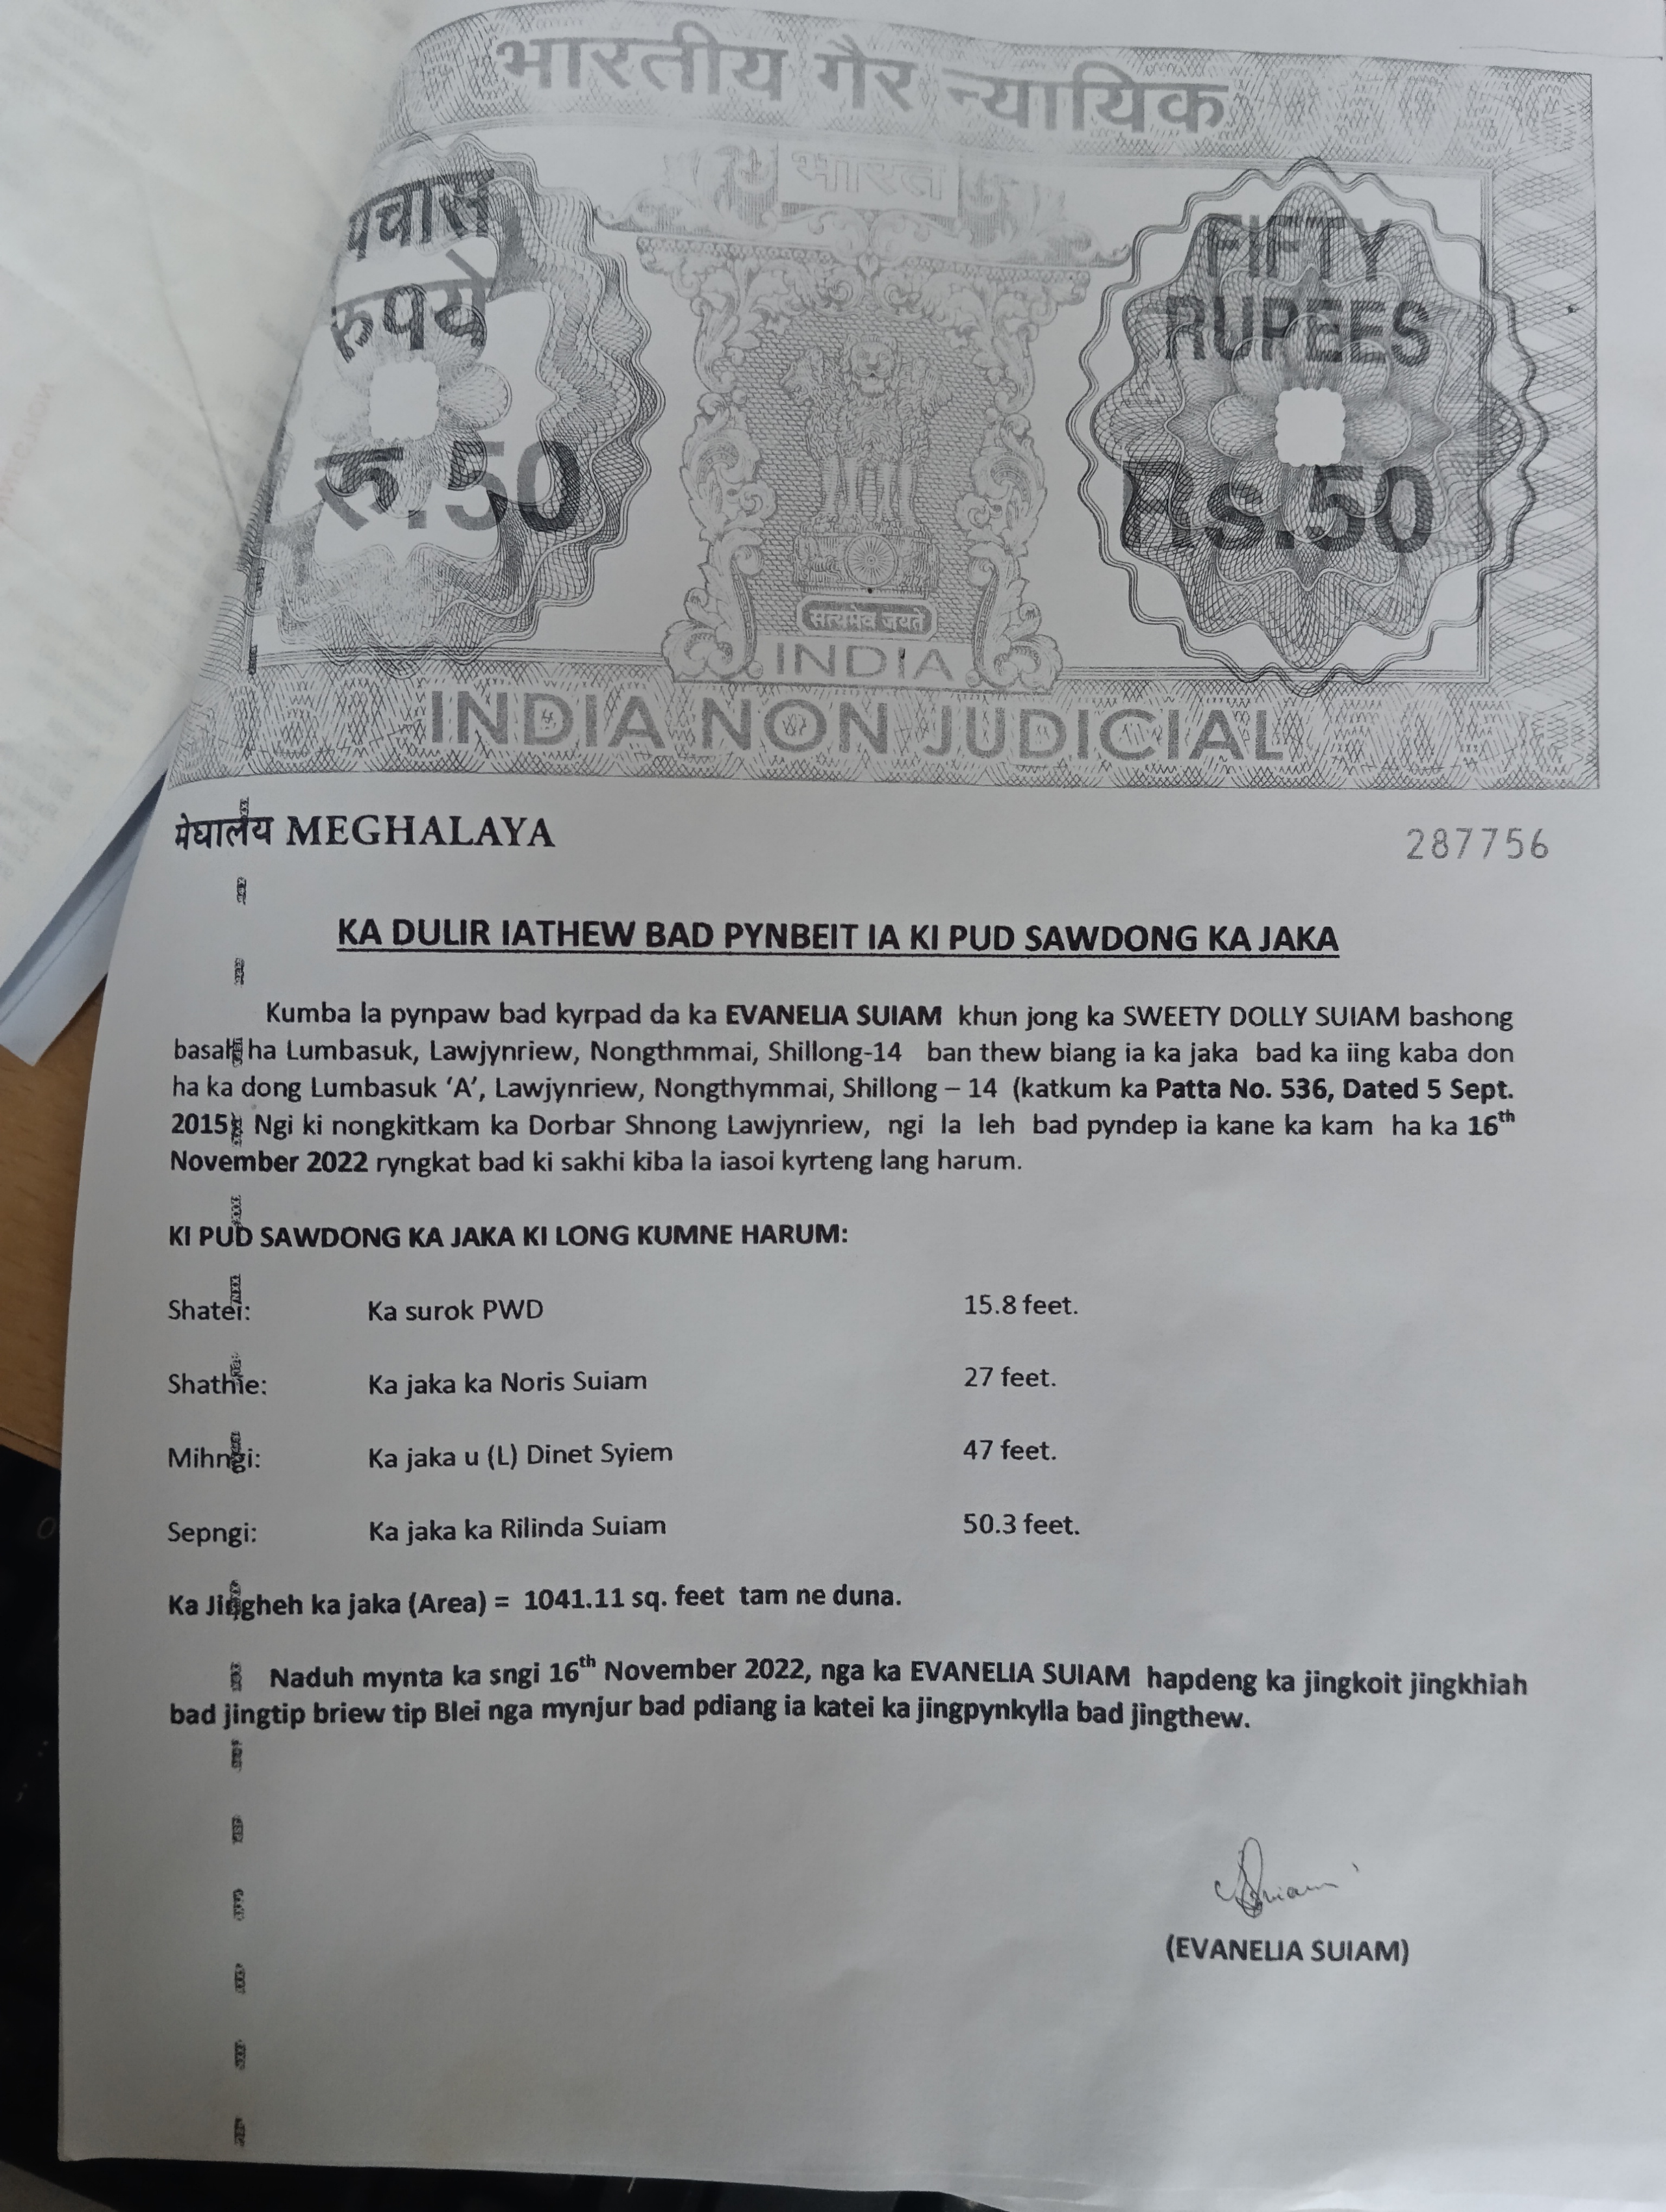 भारतीय गैर न्यायिक
भारत
पचास
रुपये
रु.50
FIFTY
RUPEES
Rs.50
सत्यमेव जयते
INDIA
INDIA NON JUDICIAL
मेघालय MEGHALAYA
287756
KA DULIR IATHEW BAD PYNBEIT IA KI PUD SAWDONG KA JAKA
Kumba la pynpaw bad kyrpad da ka EVANELIA SUIAM khun jong ka SWEETY DOLLY SUIAM bashong
basah ha Lumbasuk, Lawjynriew, Nongthmmai, Shillong-14 ban thew biang ia ka jaka bad ka iing kaba don
ha ka dong Lumbasuk ‘A’, Lawjynriew, Nongthymmai, Shillong – 14 (katkum ka Patta No. 536, Dated 5 Sept.
2015) Ngi ki nongkitkam ka Dorbar Shnong Lawjynriew, ngi la leh bad pyndep ia kane ka kam ha ka 16th
November 2022 ryngkat bad ki sakhi kiba la iasoi kyrteng lang harum.
KI PUD SAWDONG KA JAKA KI LONG KUMNE HARUM:
Shatei: Ka surok PWD 15.8 feet.
Shathie: Ka jaka ka Noris Suiam 27 feet.
Mihngi: Ka jaka u (L) Dinet Syiem 47 feet.
Sepngi: Ka jaka ka Rilinda Suiam 50.3 feet.
Ka Jingheh ka jaka (Area) = 1041.11 sq. feet tam ne duna.
Naduh mynta ka sngi 16th November 2022, nga ka EVANELIA SUIAM hapdeng ka jingkoit jingkhiah
bad jingtip briew tip Blei nga mynjur bad pdiang ia katei ka jingpynkylla bad jingthew.
(EVANELIA SUIAM)